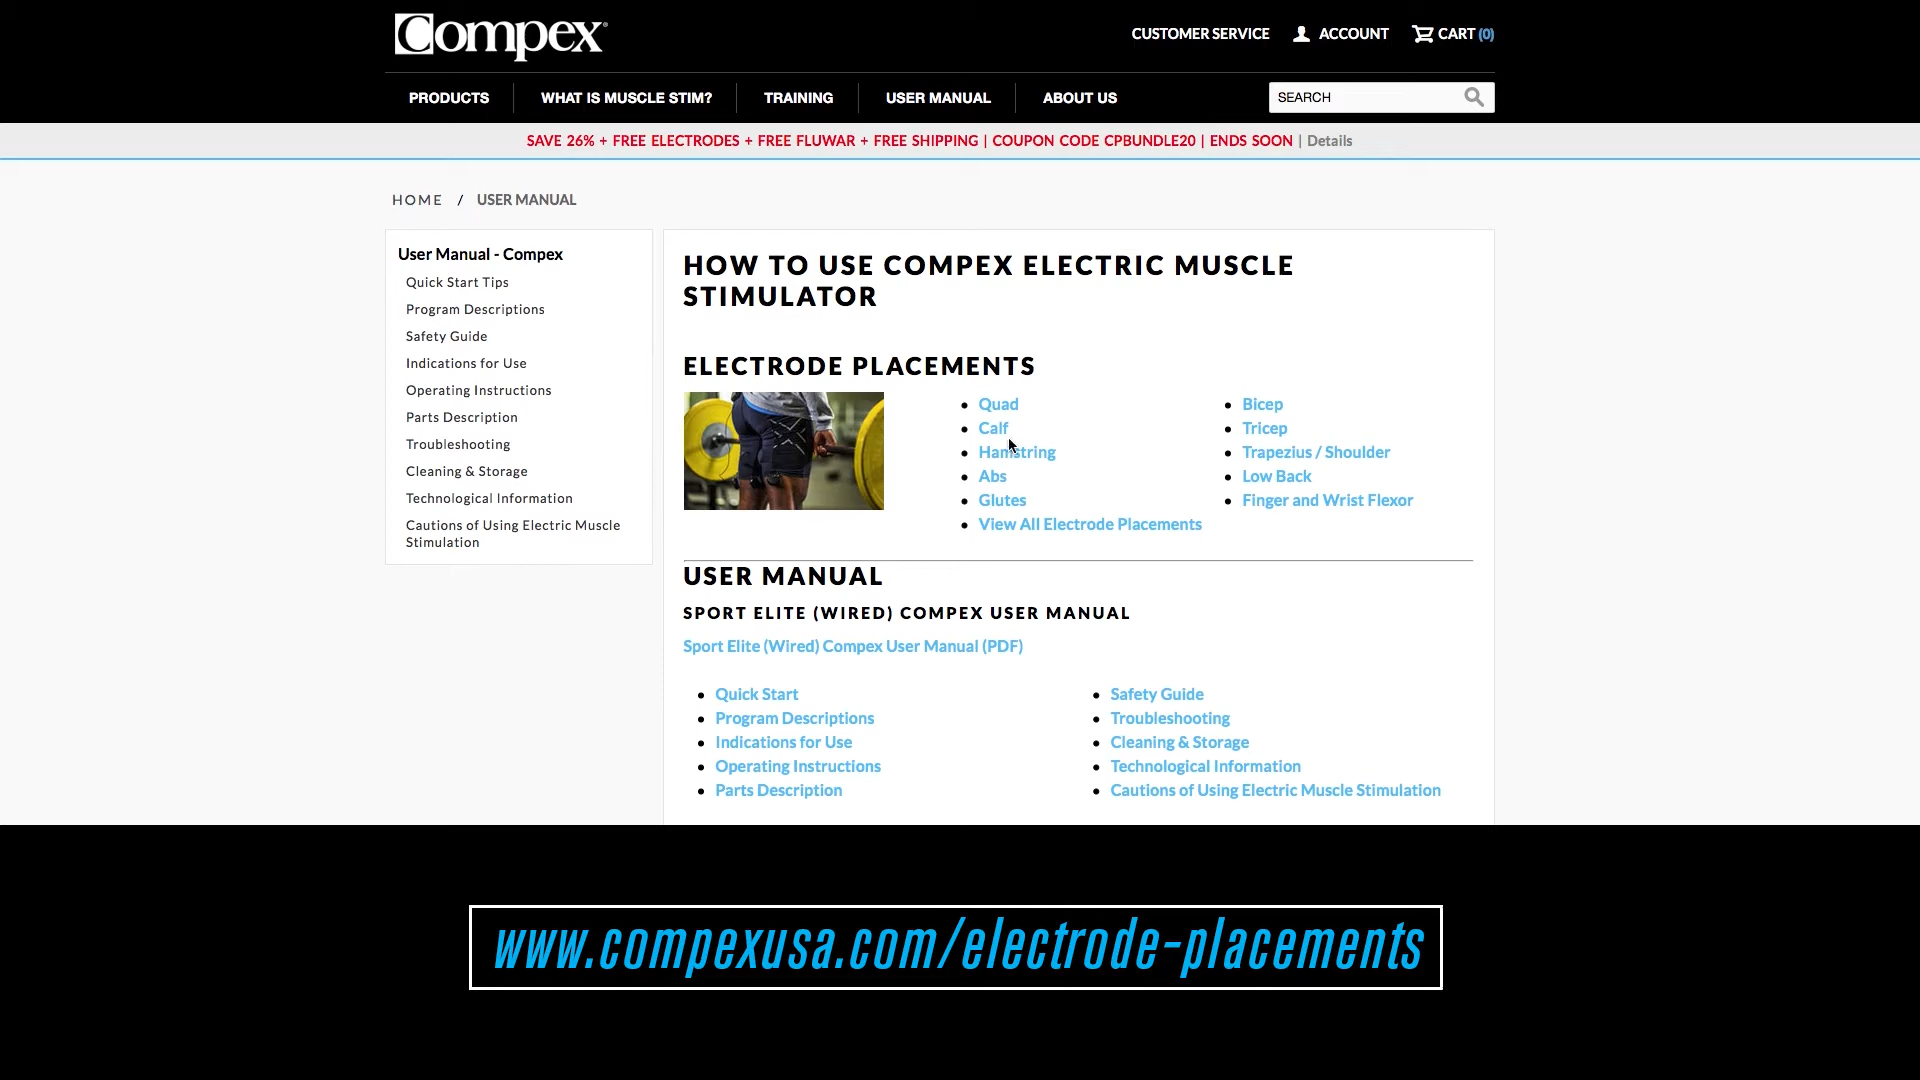 Compex®
CUSTOMER SERVICE
ACCOUNT
CART (0)
PRODUCTS
WHAT IS MUSCLE STIM?
TRAINING
USER MANUAL
ABOUT US
SEARCH
SAVE 26% + FREE ELECTRODES + FREE FLUWAR + FREE SHIPPING | COUPON CODE CPBUNDLE20 | ENDS SOON | Details
HOME / USER MANUAL
User Manual - Compex
Quick Start Tips
Program Descriptions
Safety Guide
Indications for Use
Operating Instructions
Parts Description
Troubleshooting
Cleaning & Storage
Technological Information
Cautions of Using Electric Muscle
Stimulation
HOW TO USE COMPEX ELECTRIC MUSCLE
STIMULATOR
ELECTRODE PLACEMENTS
Quad
Calf
Hamstring
Abs
Glutes
View All Electrode Placements
Bicep
Tricep
Trapezius / Shoulder
Low Back
Finger and Wrist Flexor
USER MANUAL
SPORT ELITE (WIRED) COMPEX USER MANUAL
Sport Elite (Wired) Compex User Manual (PDF)
Quick Start
Program Descriptions
Indications for Use
Operating Instructions
Parts Description
Safety Guide
Troubleshooting
Cleaning & Storage
Technological Information
Cautions of Using Electric Muscle Stimulation
www.compexusa.com/electrode-placements